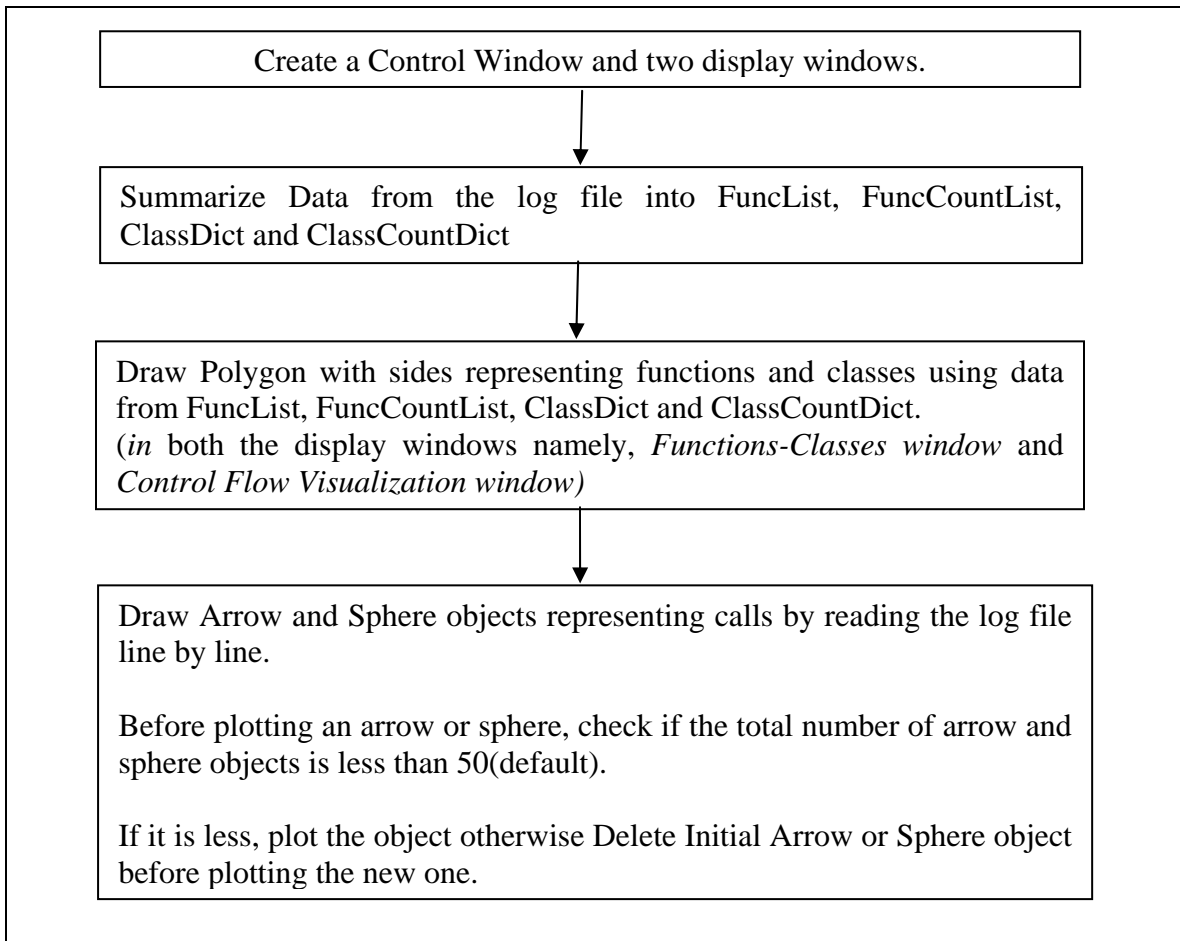 Create a Control Window and two display windows.
Summarize Data from the log file into FuncList, FuncCountList,
ClassDict and ClassCountDict
Draw Polygon with sides representing functions and classes using data
from FuncList, FuncCountList, ClassDict and ClassCountDict.
(in both the display windows namely, Functions-Classes window and
Control Flow Visualization window)
Draw Arrow and Sphere objects representing calls by reading the log file
line by line.
Before plotting an arrow or sphere, check if the total number of arrow and
sphere objects is less than 50(default).
If it is less, plot the object otherwise Delete Initial Arrow or Sphere object
before plotting the new one.